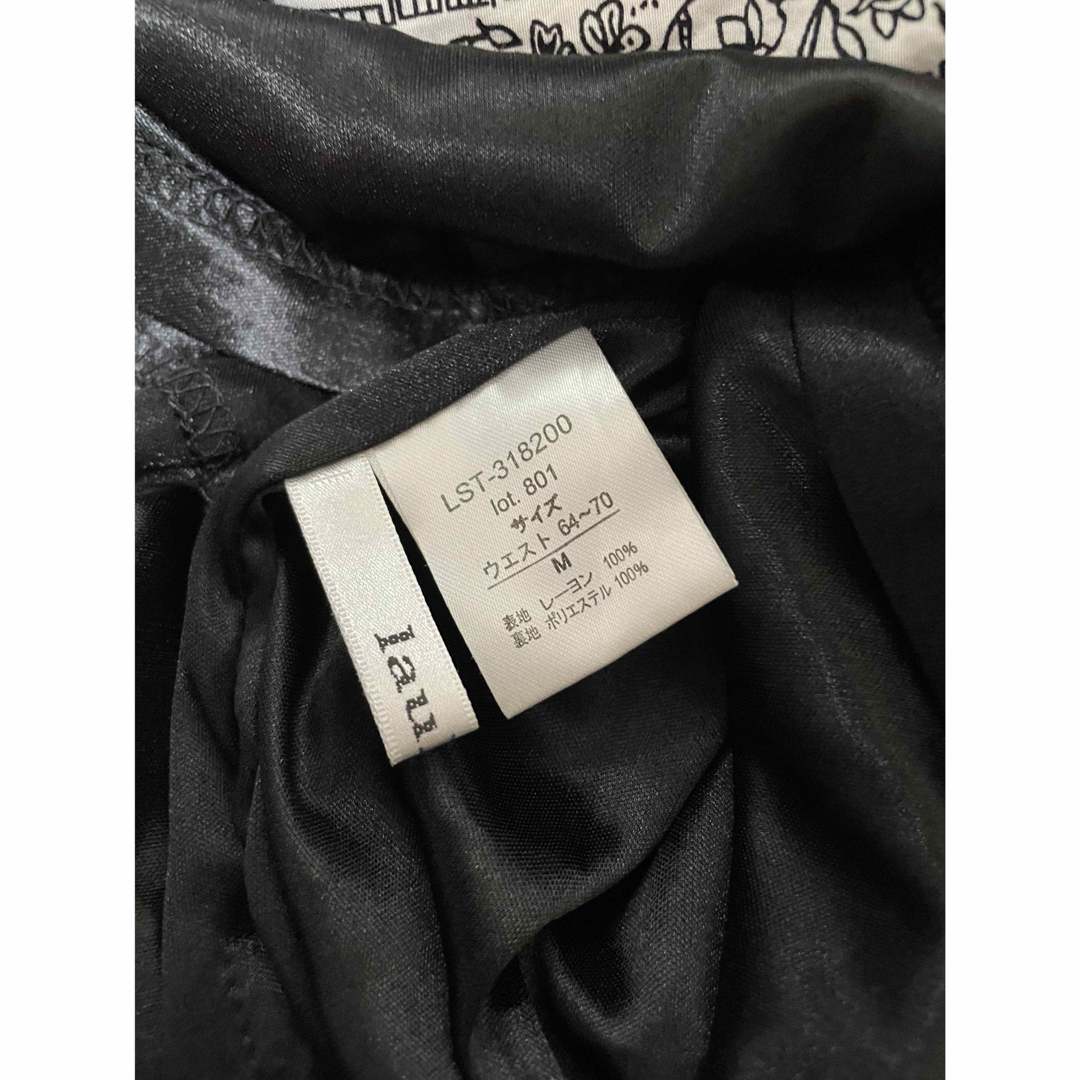 LST-318200
lot. 801
サイズ
ウエスト 64~70
M
表地 レーヨン 100%
裏地 ポリエステル 100%